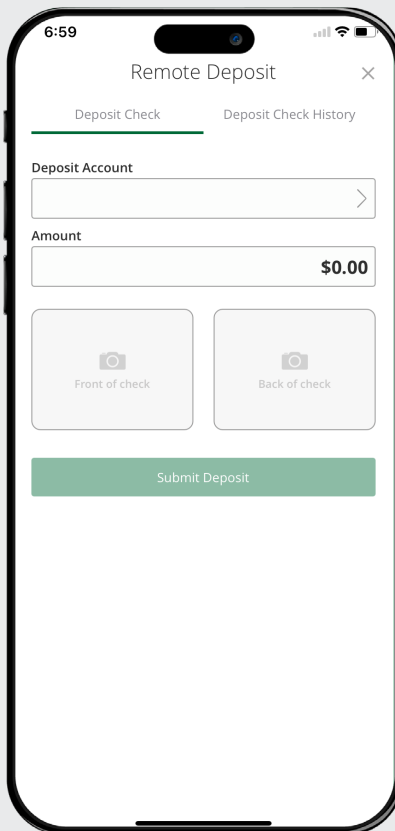 6:59
Remote Deposit
Deposit Check Deposit Check History
Deposit Account
Amount
$0.00
Front of check Back of check
Submit Deposit